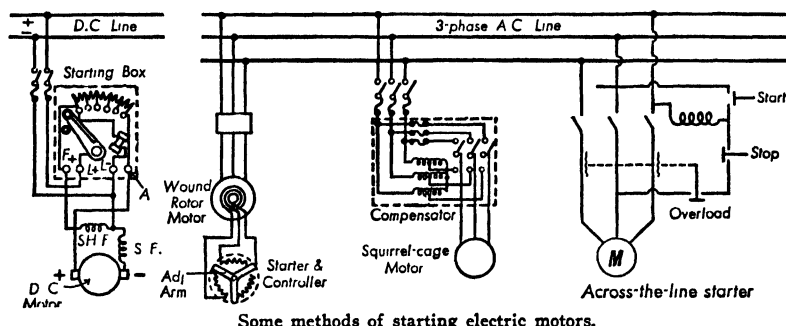 +
-
D.C Line
3-phase A C Line
Starting Box
F+ L+ L-
A
SH F
S F.
+ -
D C Motor
Wound
Rotor
Motor
Adj
Arm
Starter &
Controller
Compensator
Squirrel-cage
Motor
Start
Stop
Overload
M
Across-the-line starter
Some methods of starting electric motors.